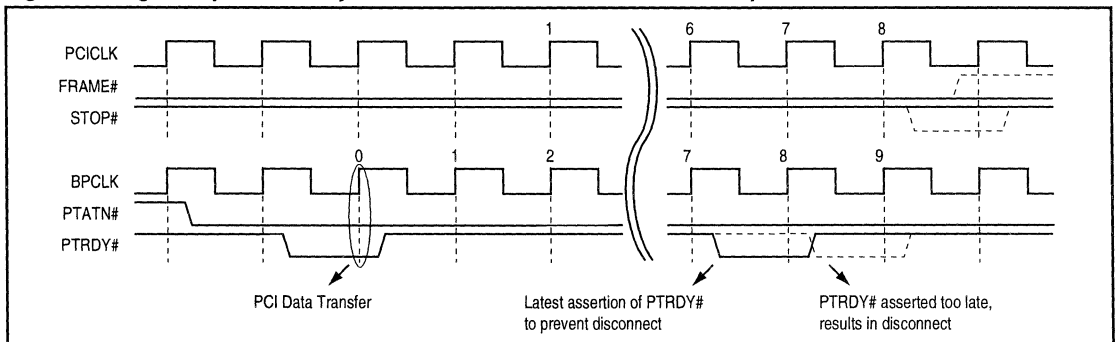 1 6 7 8
PCICLK
FRAME#
STOP#
0 1 2 7 8 9
BPCLK
PTATN#
PTRDY#
PCI Data Transfer
Latest assertion of PTRDY#
to prevent disconnect
PTRDY# asserted too late,
results in disconnect